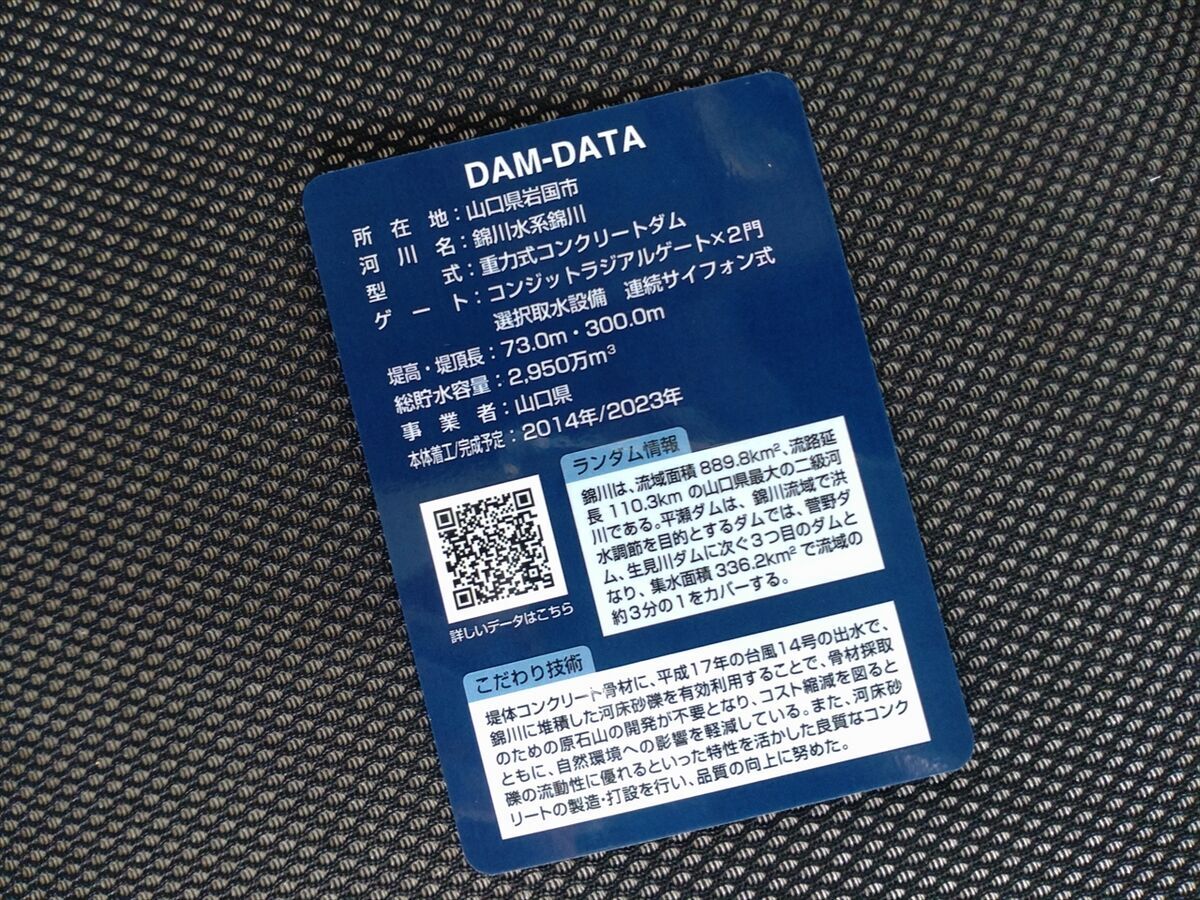 DAM-DATA
所在地：山口県岩国市
河川名：錦川水系錦川
型式：重力式コンクリートダム
ゲート：コンジットラジアルゲート×2門
選択取水設備　連続サイフォン式
堤高・堤頂長：73.0m・300.0m
総貯水容量：2,950万m³
事業者：山口県
本体着工/完成予定：2014年/2023年
詳しいデータはこちら
ランダム情報
錦川は、流域面積 889.8km²、流路延
長 110.3km の山口県最大の二級河
川である。平瀬ダムは、錦川流域で洪
水調節を目的とするダムでは、菅野ダ
ム、生見川ダムに次ぐ3つ目のダムと
なり、集水面積 336.2km² で流域の
約3分の1をカバーする。
こだわり技術
堤体コンクリート骨材に、平成17年の台風14号の出水で、
錦川に堆積した河床砂礫を有効利用することで、骨材採取
のための原石山の開発が不要となり、コスト縮減を図ると
ともに、自然環境への影響を軽減している。また、河床砂
礫の流動性に優れるといった特性を活かした良質なコンク
リートの製造・打設を行い、品質の向上に努めた。